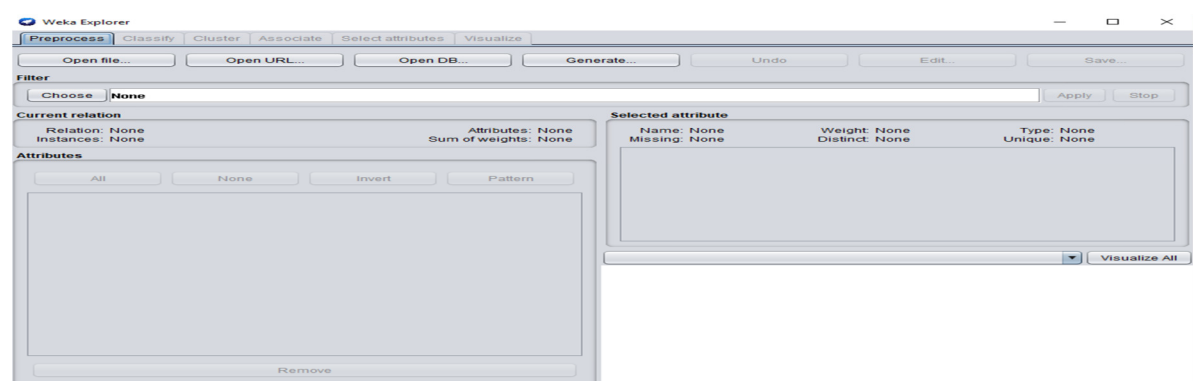 Weka Explorer
Preprocess Classify Cluster Associate Select attributes Visualize
Open file... Open URL... Open DB... Generate... Undo Edit... Save...
Filter
Choose None Apply Stop
Current relation
Relation: None Attributes: None
Instances: None Sum of weights: None
Selected attribute
Name: None Weight: None Type: None
Missing: None Distinct: None Unique: None
Attributes
All None Invert Pattern
Visualize All
Remove